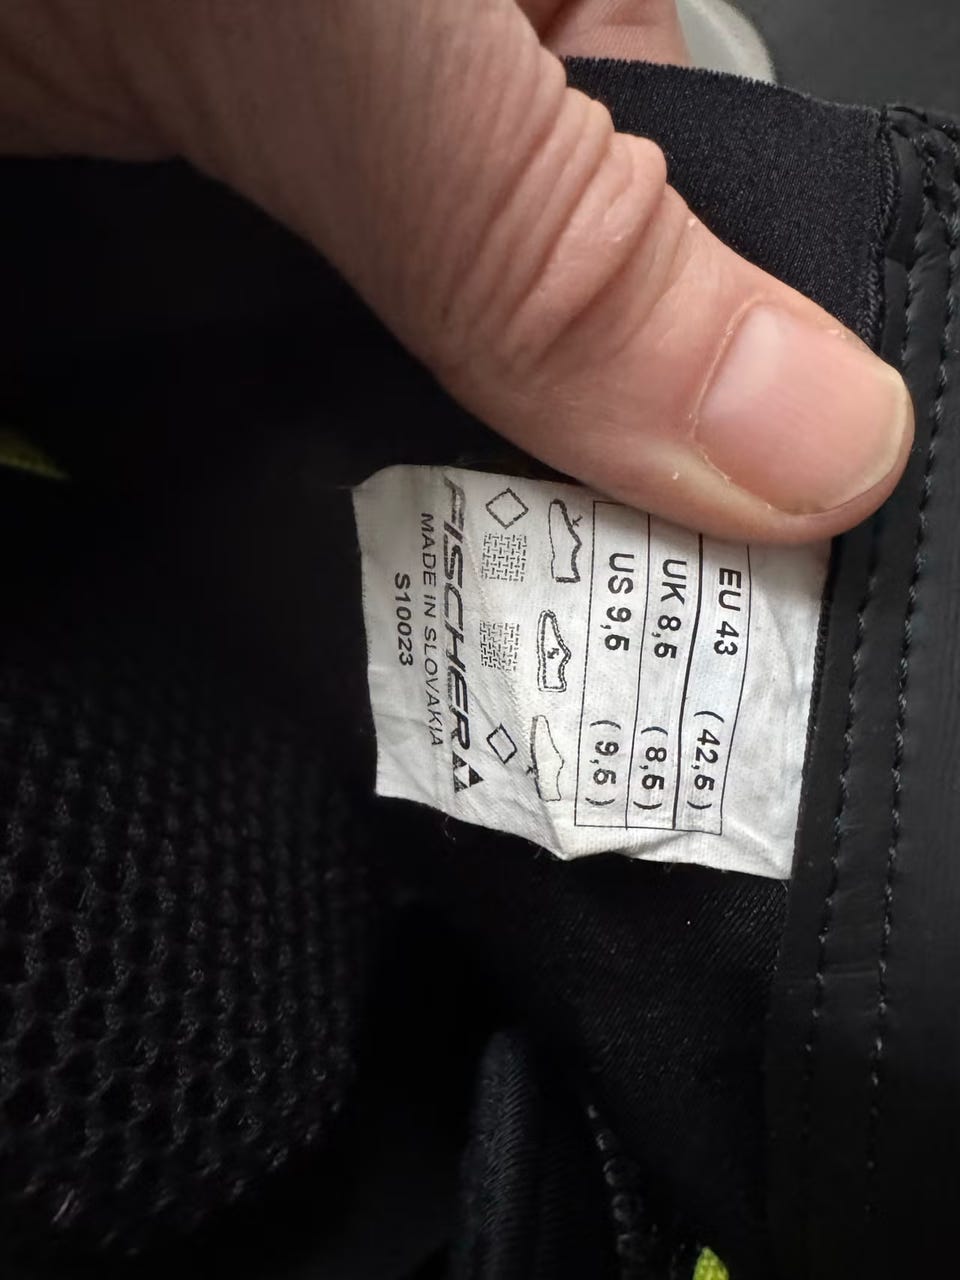 EU 43 (42,5)
UK 8,5 (8,5)
US 9,5 (9,5)
FISCHER
MADE IN SLOVAKIA
S10023